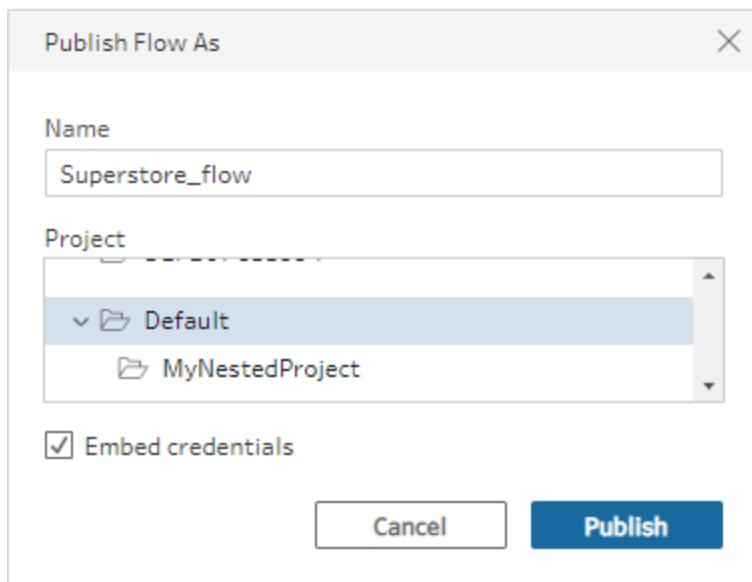 Publish Flow As
Name
Superstore_flow
Project
Default
MyNestedProject
Embed credentials
Cancel Publish